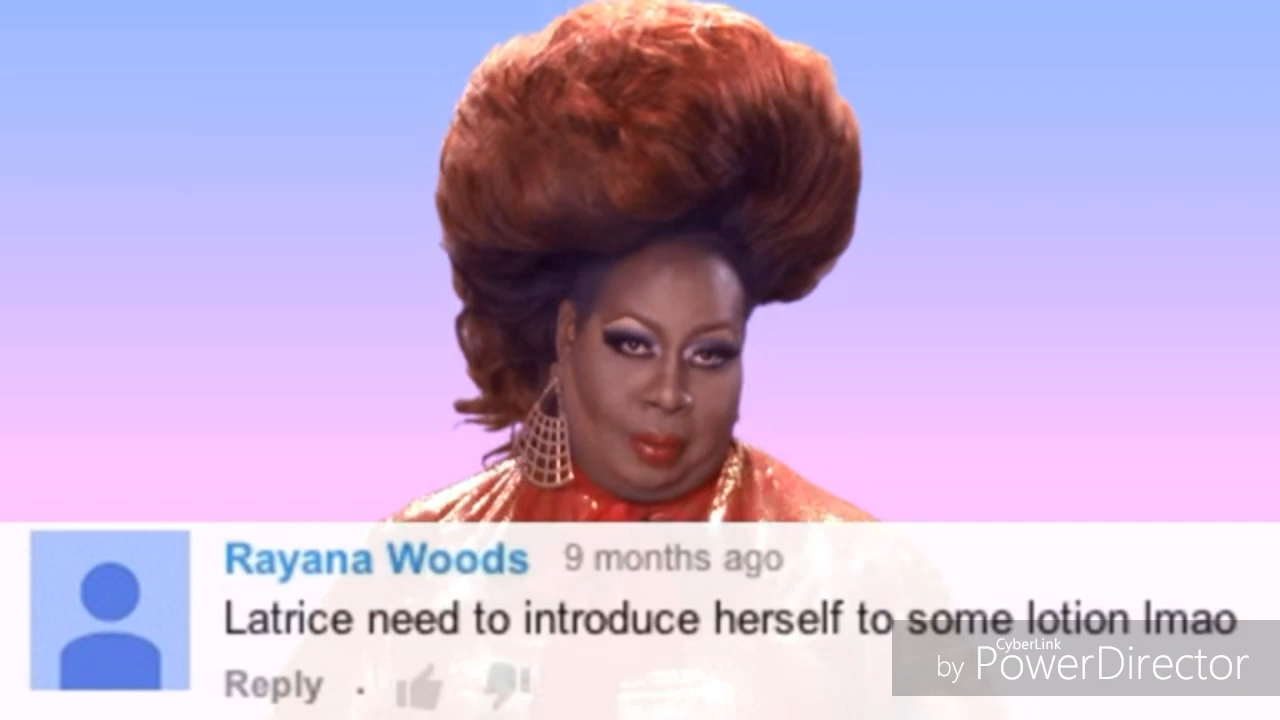 Rayana Woods 9 months ago
Latrice need to introduce herself to some lotion lmao
Reply
CyberLink
by PowerDirector